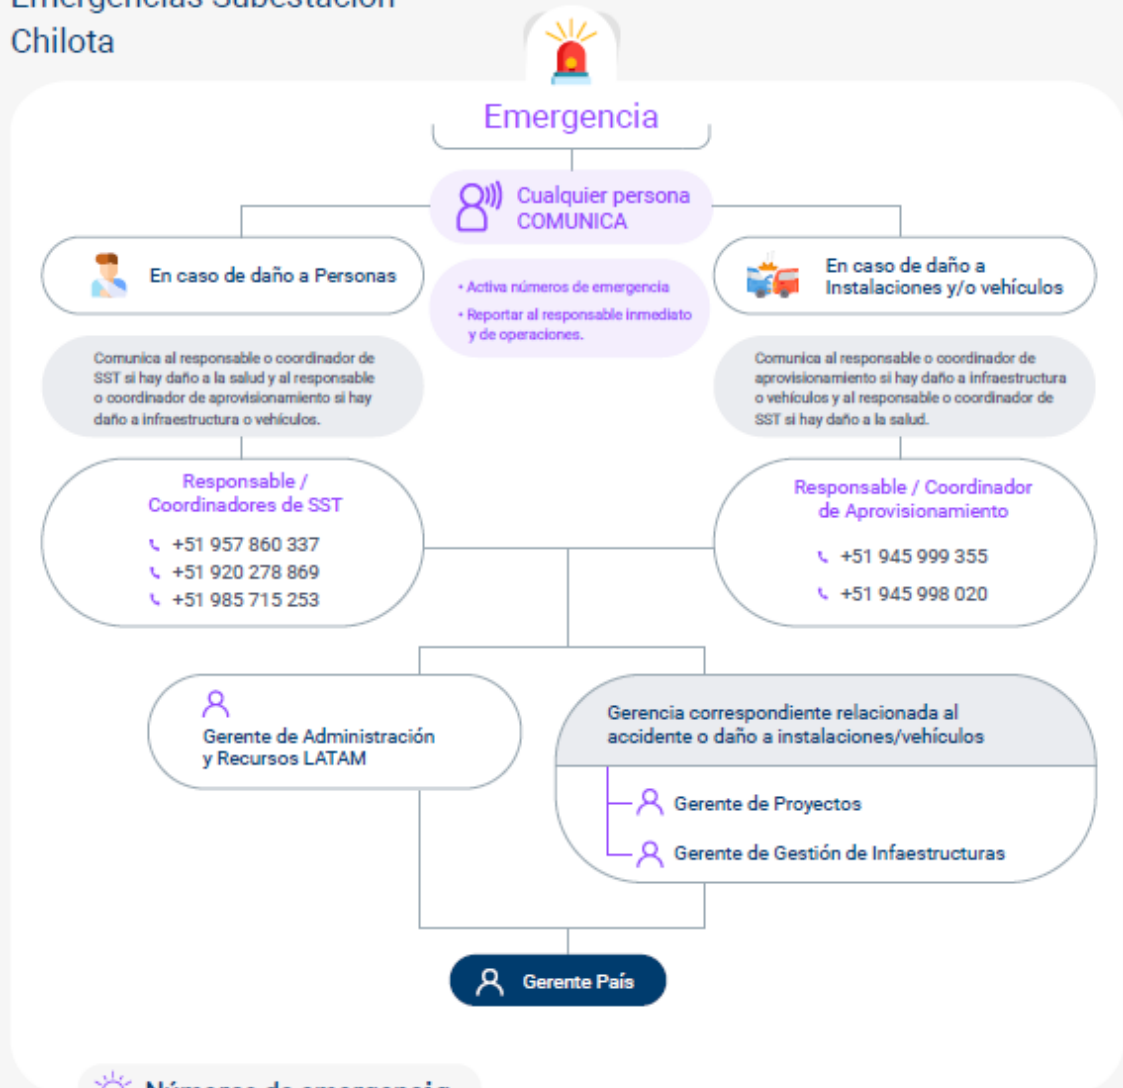 Emergencias Subestación
Chilota
Emergencia
Cualquier persona
COMUNICA
En caso de daño a Personas
• Activa números de emergencia
• Reportar al responsable inmediato
y de operaciones.
En caso de daño a
Instalaciones y/o vehículos
Comunica al responsable o coordinador de
SST si hay daño a la salud y al responsable
o coordinador de aprovisionamiento si hay
daño a infraestructura o vehículos.
Comunica al responsable o coordinador de
aprovisionamiento si hay daño a infraestructura
o vehículos y al responsable o coordinador de
SST si hay daño a la salud.
Responsable /
Coordinadores de SST
+51 957 860 337
+51 920 278 869
+51 985 715 253
Responsable / Coordinador
de Aprovisionamiento
+51 945 999 355
+51 945 998 020
Gerente de Administración
y Recursos LATAM
Gerencia correspondiente relacionada al
accidente o daño a instalaciones/vehículos
Gerente de Proyectos
Gerente de Gestión de Infaestructuras
Gerente País
Números de emergencia